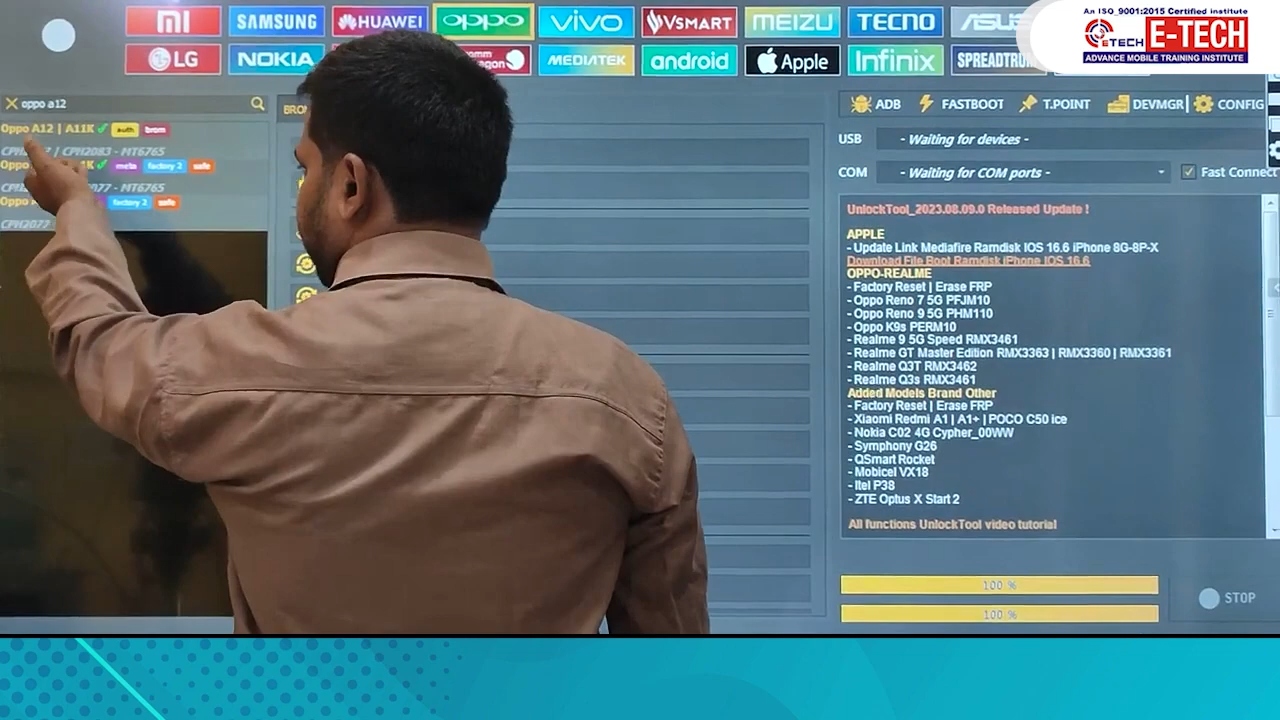 An ISO_9001:2015 Certified institute
ETECH E-TECH
ADVANCE MOBILE TRAINING INSTITUTE
MI SAMSUNG HUAWEI oppo vivo VSMART MEIZU TECNO ASUS
LG NOKIA MEDIATEK android Apple Infinix SPREADTRUM
oppo a12
BRO
ADB FASTBOOT T.POINT DEVMGR CONFIG
Oppo A12 | A11K auth brom
| CPH2083 - MT6765
Oppo K meta factory 2 safe
077 - MT6765
Oppo factory 2 safe
CPH2077
USB - Waiting for devices -
COM - Waiting for COM ports - Fast Connect
UnlockTool_2023.08.09.0 Released Update !
APPLE
- Update Link Mediafire Ramdisk IOS 16.6 iPhone 8G-8P-X
Download File Boot Ramdisk iPhone IOS 16.6
OPPO-REALME
- Factory Reset | Erase FRP
- Oppo Reno 7 5G PFJM10
- Oppo Reno 9 5G PHM110
- Oppo K9s PERM10
- Realme 9 5G Speed RMX3461
- Realme GT Master Edition RMX3363 | RMX3360 | RMX3361
- Realme Q3T RMX3462
- Realme Q3s RMX3461
Added Models Brand Other
- Factory Reset | Erase FRP
- Xiaomi Redmi A1 | A1+ | POCO C50 ice
- Nokia C02 4G Cypher_00WW
- Symphony G26
- QSmart Rocket
- Mobicel VX18
- Itel P38
- ZTE Optus X Start 2
All functions UnlockTool video tutorial
100 %
100 %
STOP